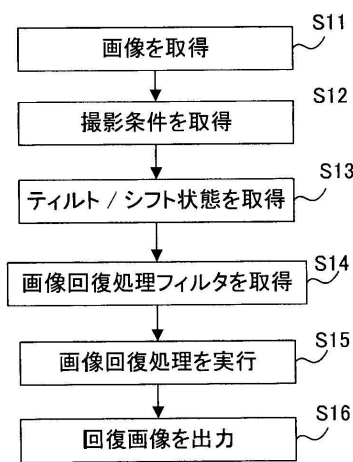 S11
画像を取得
S12
撮影条件を取得
S13
ティルト / シフト状態を取得
S14
画像回復処理フィルタを取得
S15
画像回復処理を実行
S16
回復画像を出力